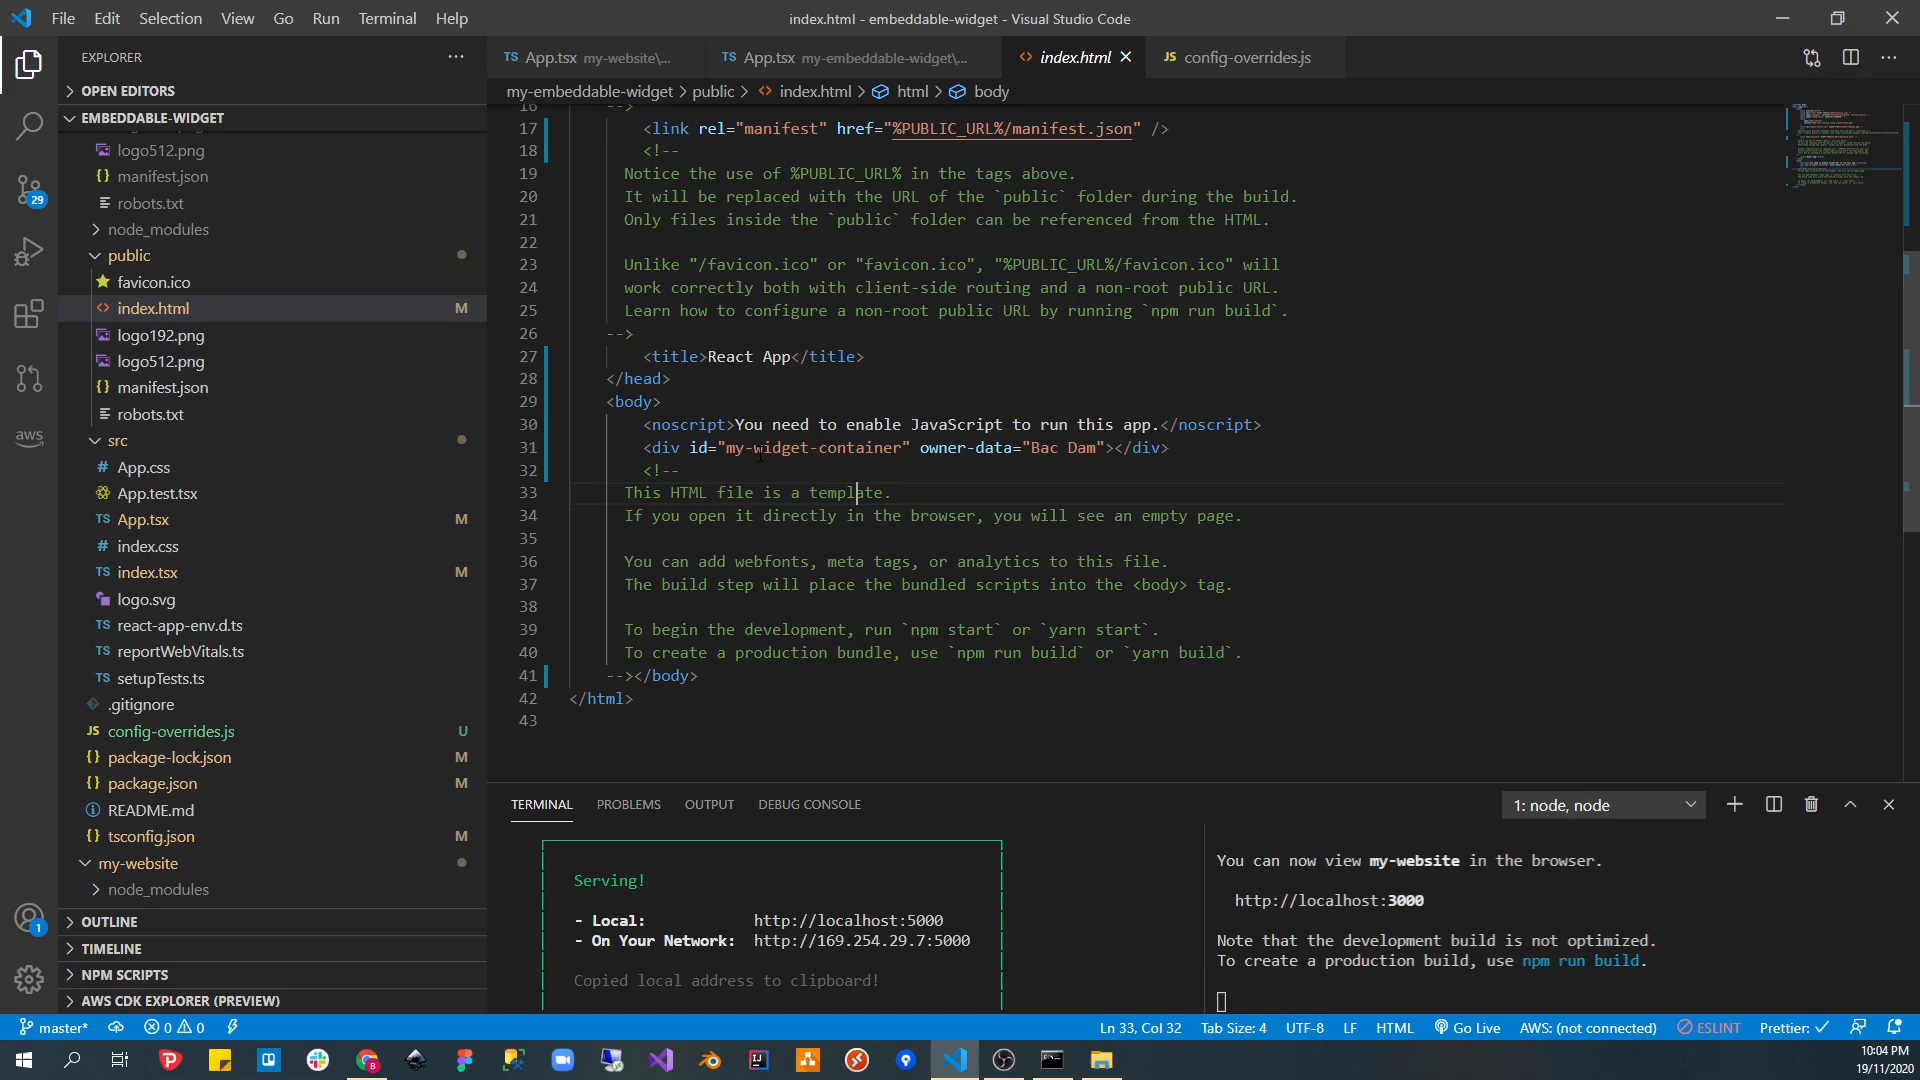 File Edit Selection View Go Run Terminal Help
index.html - embeddable-widget - Visual Studio Code
EXPLORER
OPEN EDITORS
EMBEDDABLE-WIDGET
logo512.png
{} manifest.json
robots.txt
node_modules
public
favicon.ico
<> index.html M
logo192.png
logo512.png
{} manifest.json
robots.txt
src
# App.css
App.test.tsx
TS App.tsx M
# index.css
TS index.tsx M
logo.svg
TS react-app-env.d.ts
TS reportWebVitals.ts
TS setupTests.ts
.gitignore
JS config-overrides.js U
{} package-lock.json M
{} package.json M
README.md
{} tsconfig.json M
my-website
node_modules
OUTLINE
TIMELINE
NPM SCRIPTS
AWS CDK EXPLORER (PREVIEW)
29
aws
1
TS App.tsx my-website\...
TS App.tsx my-embeddable-widget\...
<> index.html
JS config-overrides.js
my-embeddable-widget > public > <> index.html > html > body
16 -->
17 <link rel="manifest" href="%PUBLIC_URL%/manifest.json" />
18 <!--
19 Notice the use of %PUBLIC_URL% in the tags above.
20 It will be replaced with the URL of the `public` folder during the build.
21 Only files inside the `public` folder can be referenced from the HTML.
22
23 Unlike "/favicon.ico" or "favicon.ico", "%PUBLIC_URL%/favicon.ico" will
24 work correctly both with client-side routing and a non-root public URL.
25 Learn how to configure a non-root public URL by running `npm run build`.
26 -->
27 <title>React App</title>
28 </head>
29 <body>
30 <noscript>You need to enable JavaScript to run this app.</noscript>
31 <div id="my-widget-container" owner-data="Bac Dam"></div>
32 <!--
33 This HTML file is a template.
34 If you open it directly in the browser, you will see an empty page.
35
36 You can add webfonts, meta tags, or analytics to this file.
37 The build step will place the bundled scripts into the <body> tag.
38
39 To begin the development, run `npm start` or `yarn start`.
40 To create a production bundle, use `npm run build` or `yarn build`.
41 --></body>
42 </html>
43
TERMINAL PROBLEMS OUTPUT DEBUG CONSOLE
1: node, node
Serving!
- Local: http://localhost:5000
- On Your Network: http://169.254.29.7:5000
Copied local address to clipboard!
You can now view my-website in the browser.
http://localhost:3000
Note that the development build is not optimized.
To create a production build, use npm run build.
master* 0 0
Ln 33, Col 32 Tab Size: 4 UTF-8 LF HTML Go Live AWS: (not connected) ESLINT Prettier: ✓
10:04 PM
19/11/2020